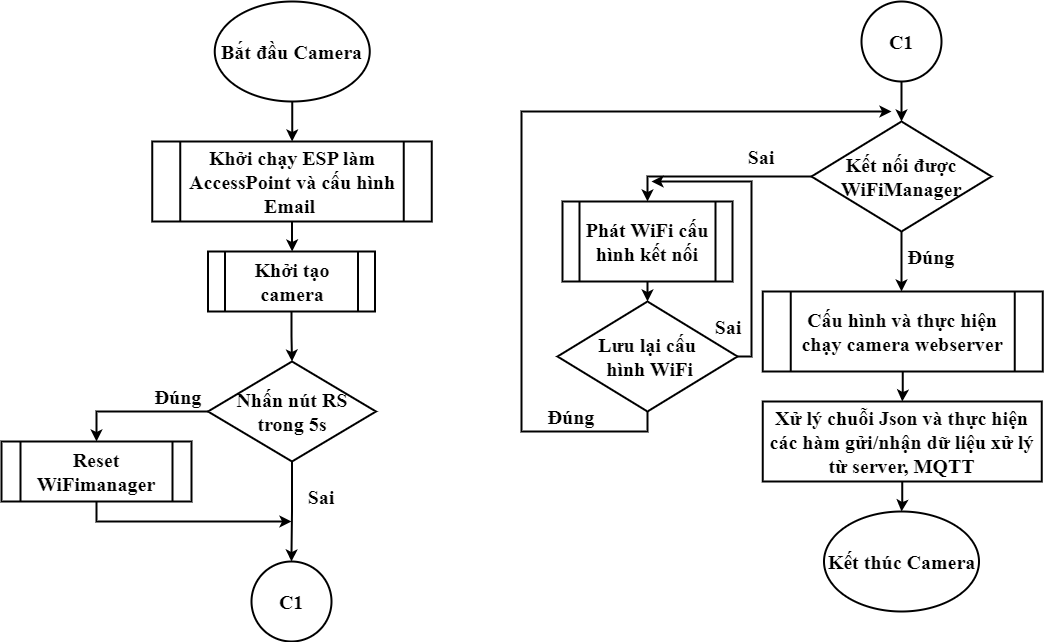 Bắt đầu Camera
Khởi chạy ESP làm
AccessPoint và cấu hình
Email
Khởi tạo
camera
Nhấn nút RS
trong 5s
Đúng
Reset
WiFimanager
Sai
C1
C1
Kết nối được
WiFiManager
Sai
Phát WiFi cấu
hình kết nối
Lưu lại cấu
hình WiFi
Sai
Đúng
Đúng
Cấu hình và thực hiện
chạy camera webserver
Xử lý chuỗi Json và thực hiện
các hàm gửi/nhận dữ liệu xử lý
từ server, MQTT
Kết thúc Camera